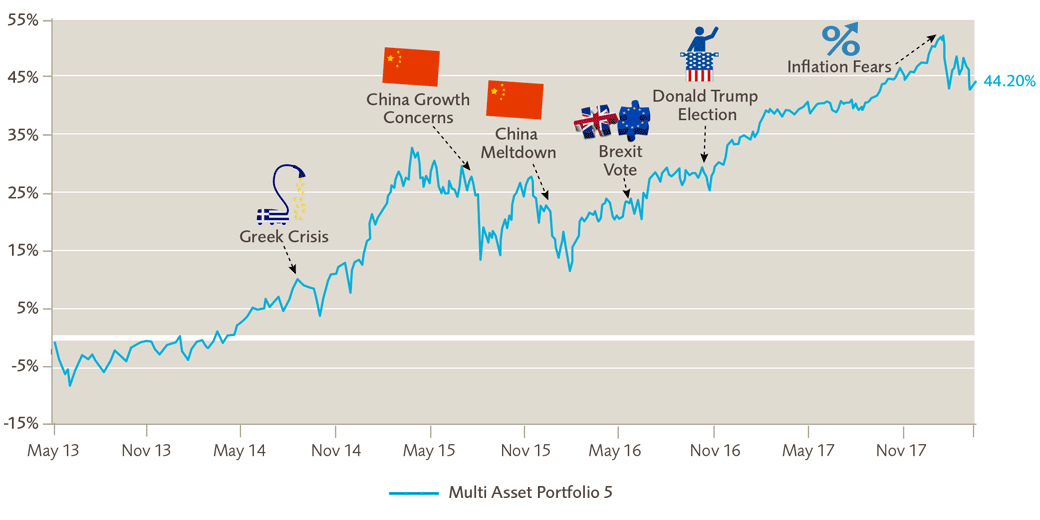 55%
45%
35%
25%
15%
5%
-5%
-15%
China Growth
Concerns
China
Meltdown
Greek Crisis
Brexit
Vote
Donald Trump
Election
%
Inflation Fears
44.20%
May 13
Nov 13
May 14
Nov 14
May 15
Nov 15
May 16
Nov 16
May 17
Nov 17
Multi Asset Portfolio 5